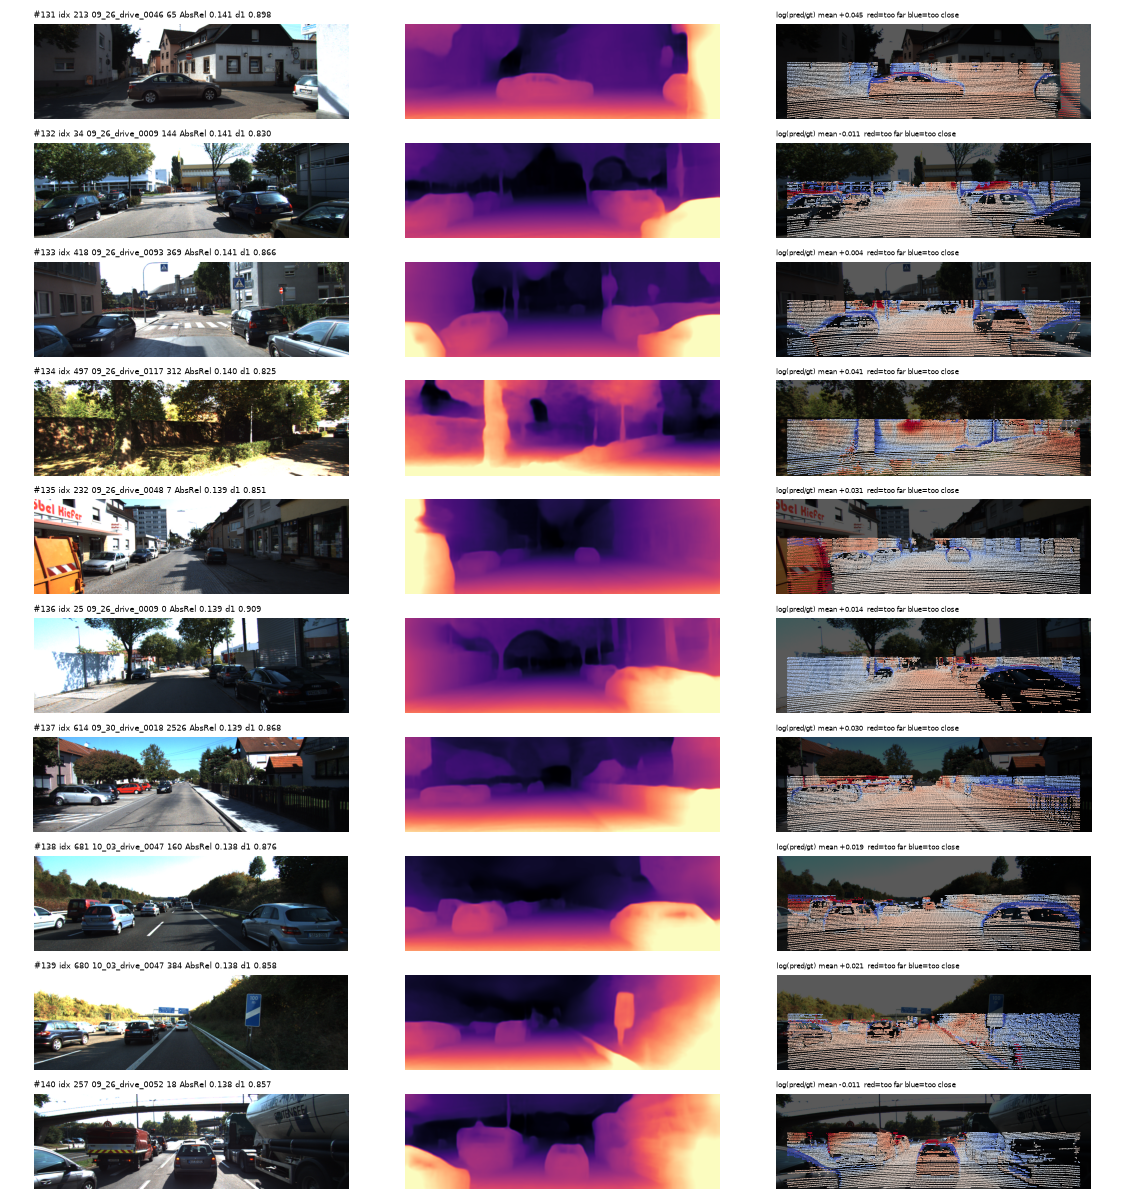 #131 idx 213 09_26_drive_0046 65 AbsRel 0.141 d1 0.898
log(pred/gt) mean +0.045 red=too far blue=too close
#132 idx 34 09_26_drive_0009 144 AbsRel 0.141 d1 0.830
log(pred/gt) mean -0.011 red=too far blue=too close
#133 idx 418 09_26_drive_0093 369 AbsRel 0.141 d1 0.866
log(pred/gt) mean +0.004 red=too far blue=too close
#134 idx 497 09_26_drive_0117 312 AbsRel 0.140 d1 0.825
log(pred/gt) mean +0.041 red=too far blue=too close
#135 idx 232 09_26_drive_0048 7 AbsRel 0.139 d1 0.851
log(pred/gt) mean +0.031 red=too far blue=too close
öbel Kiefer
#136 idx 25 09_26_drive_0009 0 AbsRel 0.139 d1 0.909
log(pred/gt) mean +0.014 red=too far blue=too close
#137 idx 614 09_30_drive_0018 2526 AbsRel 0.139 d1 0.868
log(pred/gt) mean +0.030 red=too far blue=too close
#138 idx 681 10_03_drive_0047 160 AbsRel 0.138 d1 0.876
log(pred/gt) mean +0.019 red=too far blue=too close
#139 idx 680 10_03_drive_0047 384 AbsRel 0.138 d1 0.858
log(pred/gt) mean +0.021 red=too far blue=too close
#140 idx 257 09_26_drive_0052 18 AbsRel 0.138 d1 0.857
log(pred/gt) mean -0.011 red=too far blue=too close